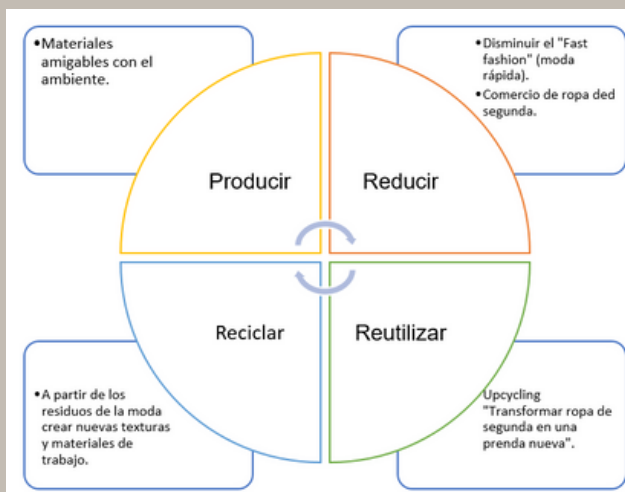 •Materiales
amigables con el
ambiente.
•Disminuir el "Fast
fashion" (moda
rápida).
•Comercio de ropa ded
segunda.
Producir
Reducir
Reciclar
Reutilizar
•A partir de los
residuos de la moda
crear nuevas texturas
y materiales de
trabajo.
Upcycling
"Transformar ropa de
segunda en una
prenda nueva".